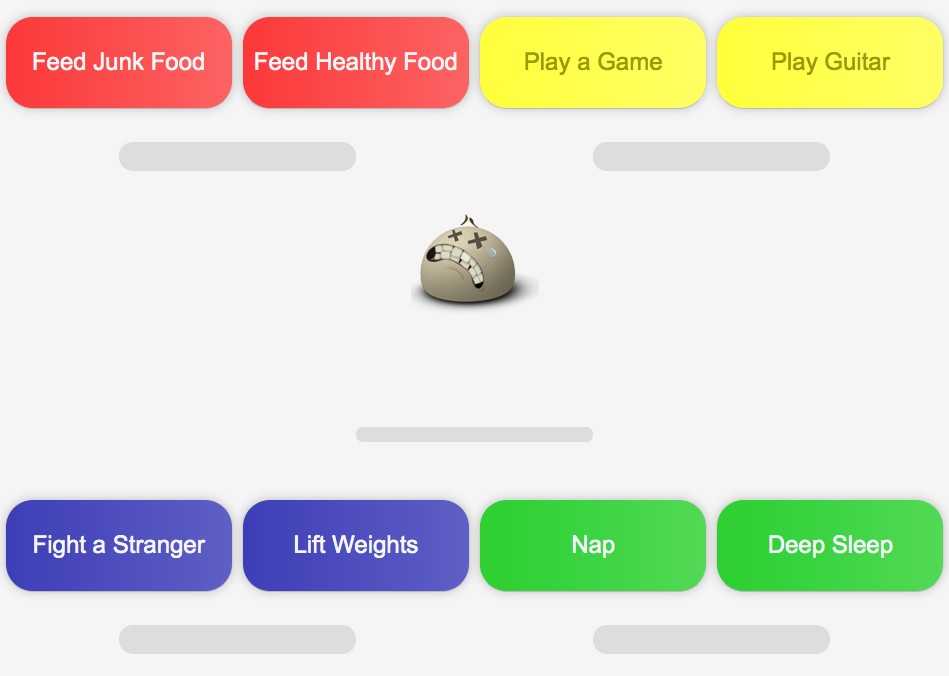 Feed Junk Food
Feed Healthy Food
Play a Game
Play Guitar
Fight a Stranger
Lift Weights
Nap
Deep Sleep